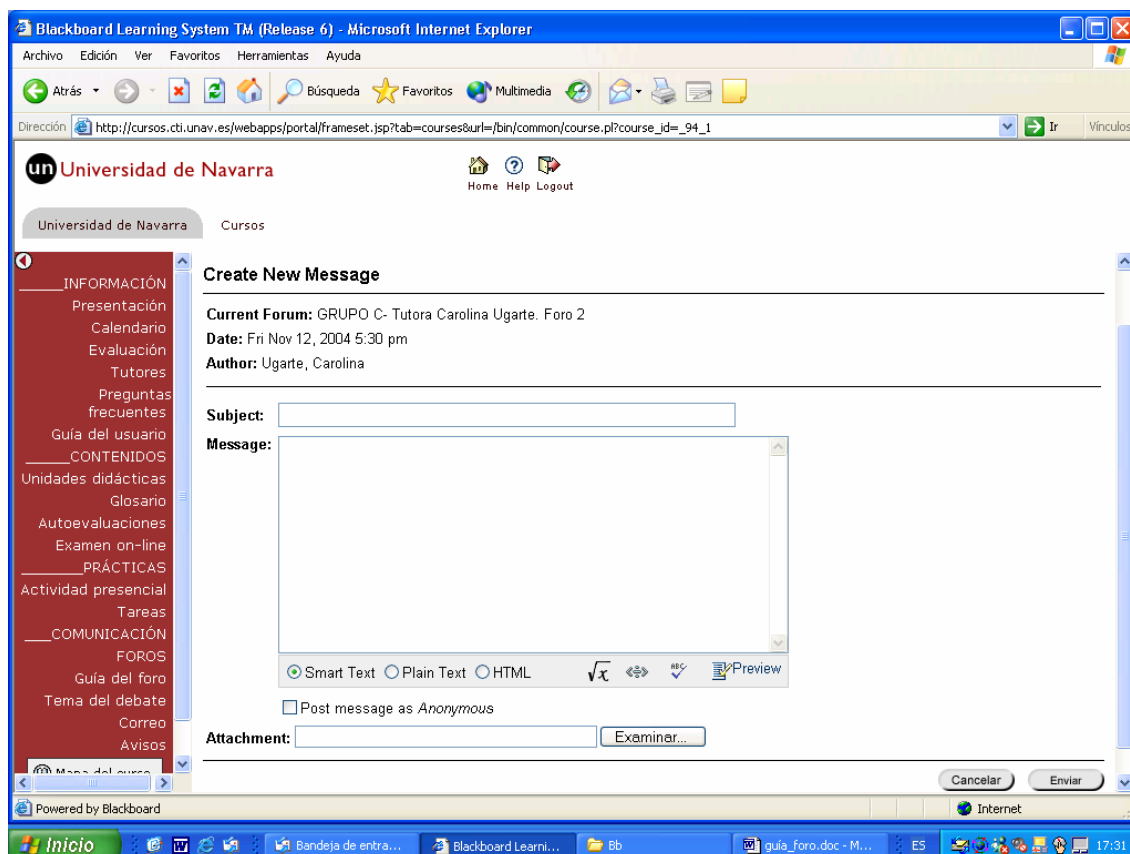 Blackboard Learning System TM (Release 6) - Microsoft Internet Explorer
Archivo Edición Ver Favoritos Herramientas Ayuda
Atrás Búsqueda Favoritos Multimedia
Dirección http://cursos.cti.unav.es/webapps/portal/frameset.jsp?tab=courses&url=/bin/common/course.pl?course_id=_94_1 Ir Vínculos
un Universidad de Navarra
Home Help Logout
Universidad de Navarra Cursos
_____INFORMACIÓN
Presentación
Calendario
Evaluación
Tutores
Preguntas
frecuentes
Guía del usuario
_____CONTENIDOS
Unidades didácticas
Glosario
Autoevaluaciones
Examen on-line
_______PRÁCTICAS
Actividad presencial
Tareas
___COMUNICACIÓN
FOROS
Guía del foro
Tema del debate
Correo
Avisos
Mapa del curso
Create New Message
Current Forum: GRUPO C- Tutora Carolina Ugarte. Foro 2
Date: Fri Nov 12, 2004 5:30 pm
Author: Ugarte, Carolina
Subject:
Message:
Smart Text Plain Text HTML √x ABC Preview
Post message as Anonymous
Attachment: Examinar...
Cancelar Enviar
Powered by Blackboard Internet
Inicio Bandeja de entra... Blackboard Learni... Bb guía_foro.doc - M... ES 17:31